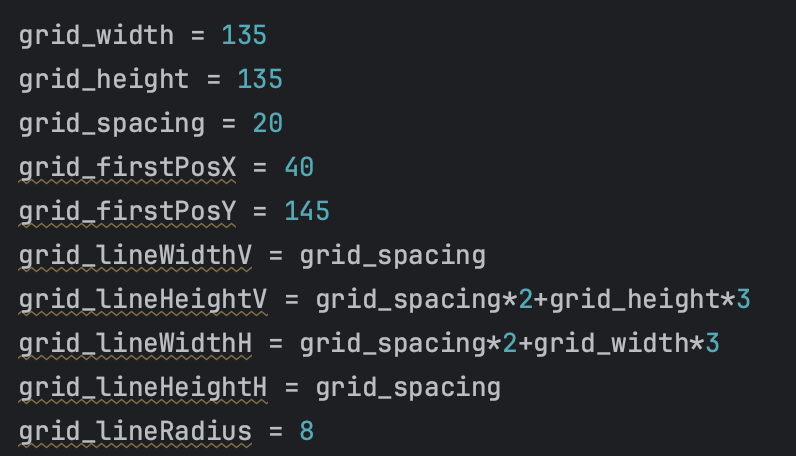 grid_width = 135
grid_height = 135
grid_spacing = 20
grid_firstPosX = 40
grid_firstPosY = 145
grid_lineWidthV = grid_spacing
grid_lineHeightV = grid_spacing*2+grid_height*3
grid_lineWidthH = grid_spacing*2+grid_width*3
grid_lineHeightH = grid_spacing
grid_lineRadius = 8